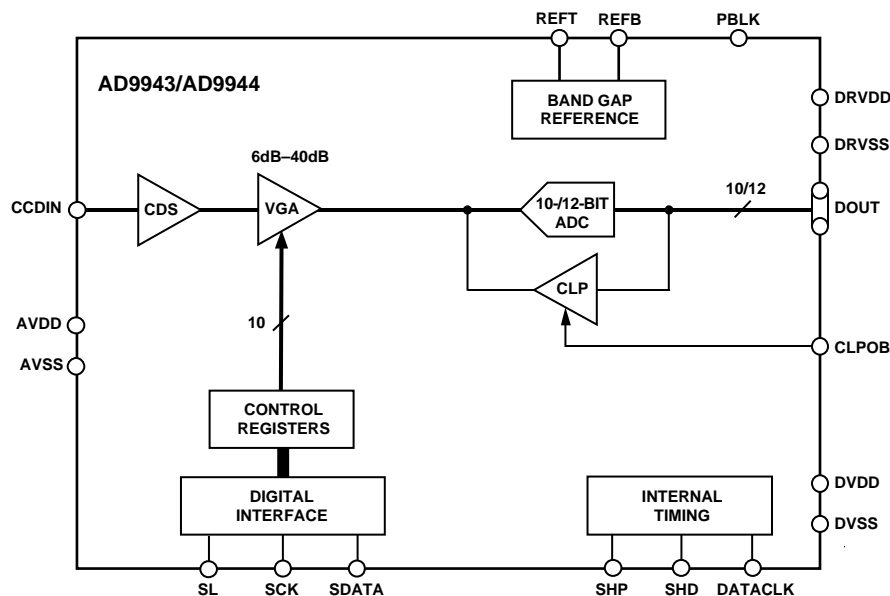 REFT
REFB
PBLK
AD9943/AD9944
BAND GAP
REFERENCE
DRVDD
DRVSS
6dB–40dB
CCDIN
CDS
VGA
10-/12-BIT
ADC
10/12
DOUT
CLP
AVDD
10
CLPOB
AVSS
CONTROL
REGISTERS
DIGITAL
INTERFACE
INTERNAL
TIMING
DVDD
DVSS
SL
SCK
SDATA
SHP
SHD
DATACLK